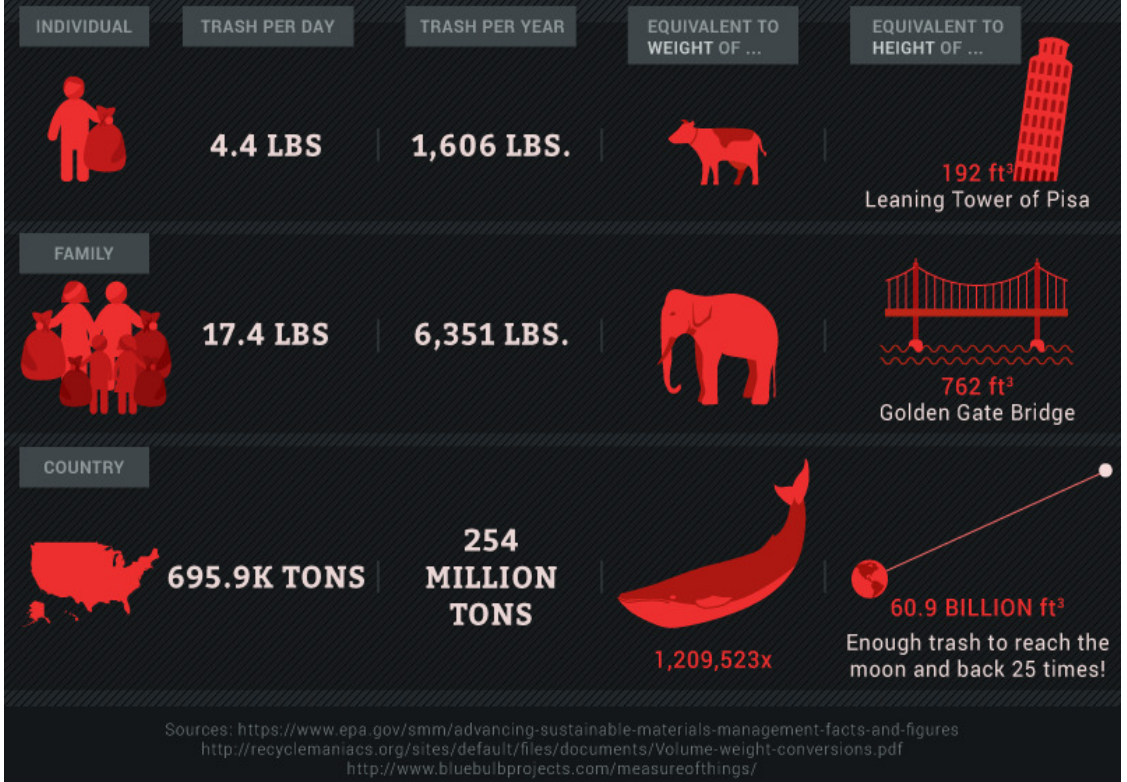 INDIVIDUAL
TRASH PER DAY
TRASH PER YEAR
EQUIVALENT TO
WEIGHT OF ...
EQUIVALENT TO
HEIGHT OF ...
4.4 LBS
1,606 LBS.
192 ft³
Leaning Tower of Pisa
FAMILY
17.4 LBS
6,351 LBS.
762 ft³
Golden Gate Bridge
COUNTRY
695.9K TONS
254
MILLION
TONS
1,209,523x
60.9 BILLION ft³
Enough trash to reach the
moon and back 25 times!
Sources: https://www.epa.gov/smm/advancing-sustainable-materials-management-facts-and-figures
http://recyclemaniacs.org/sites/default/files/documents/Volume-weight-conversions.pdf
http://www.bluebulbprojects.com/measureofthings/